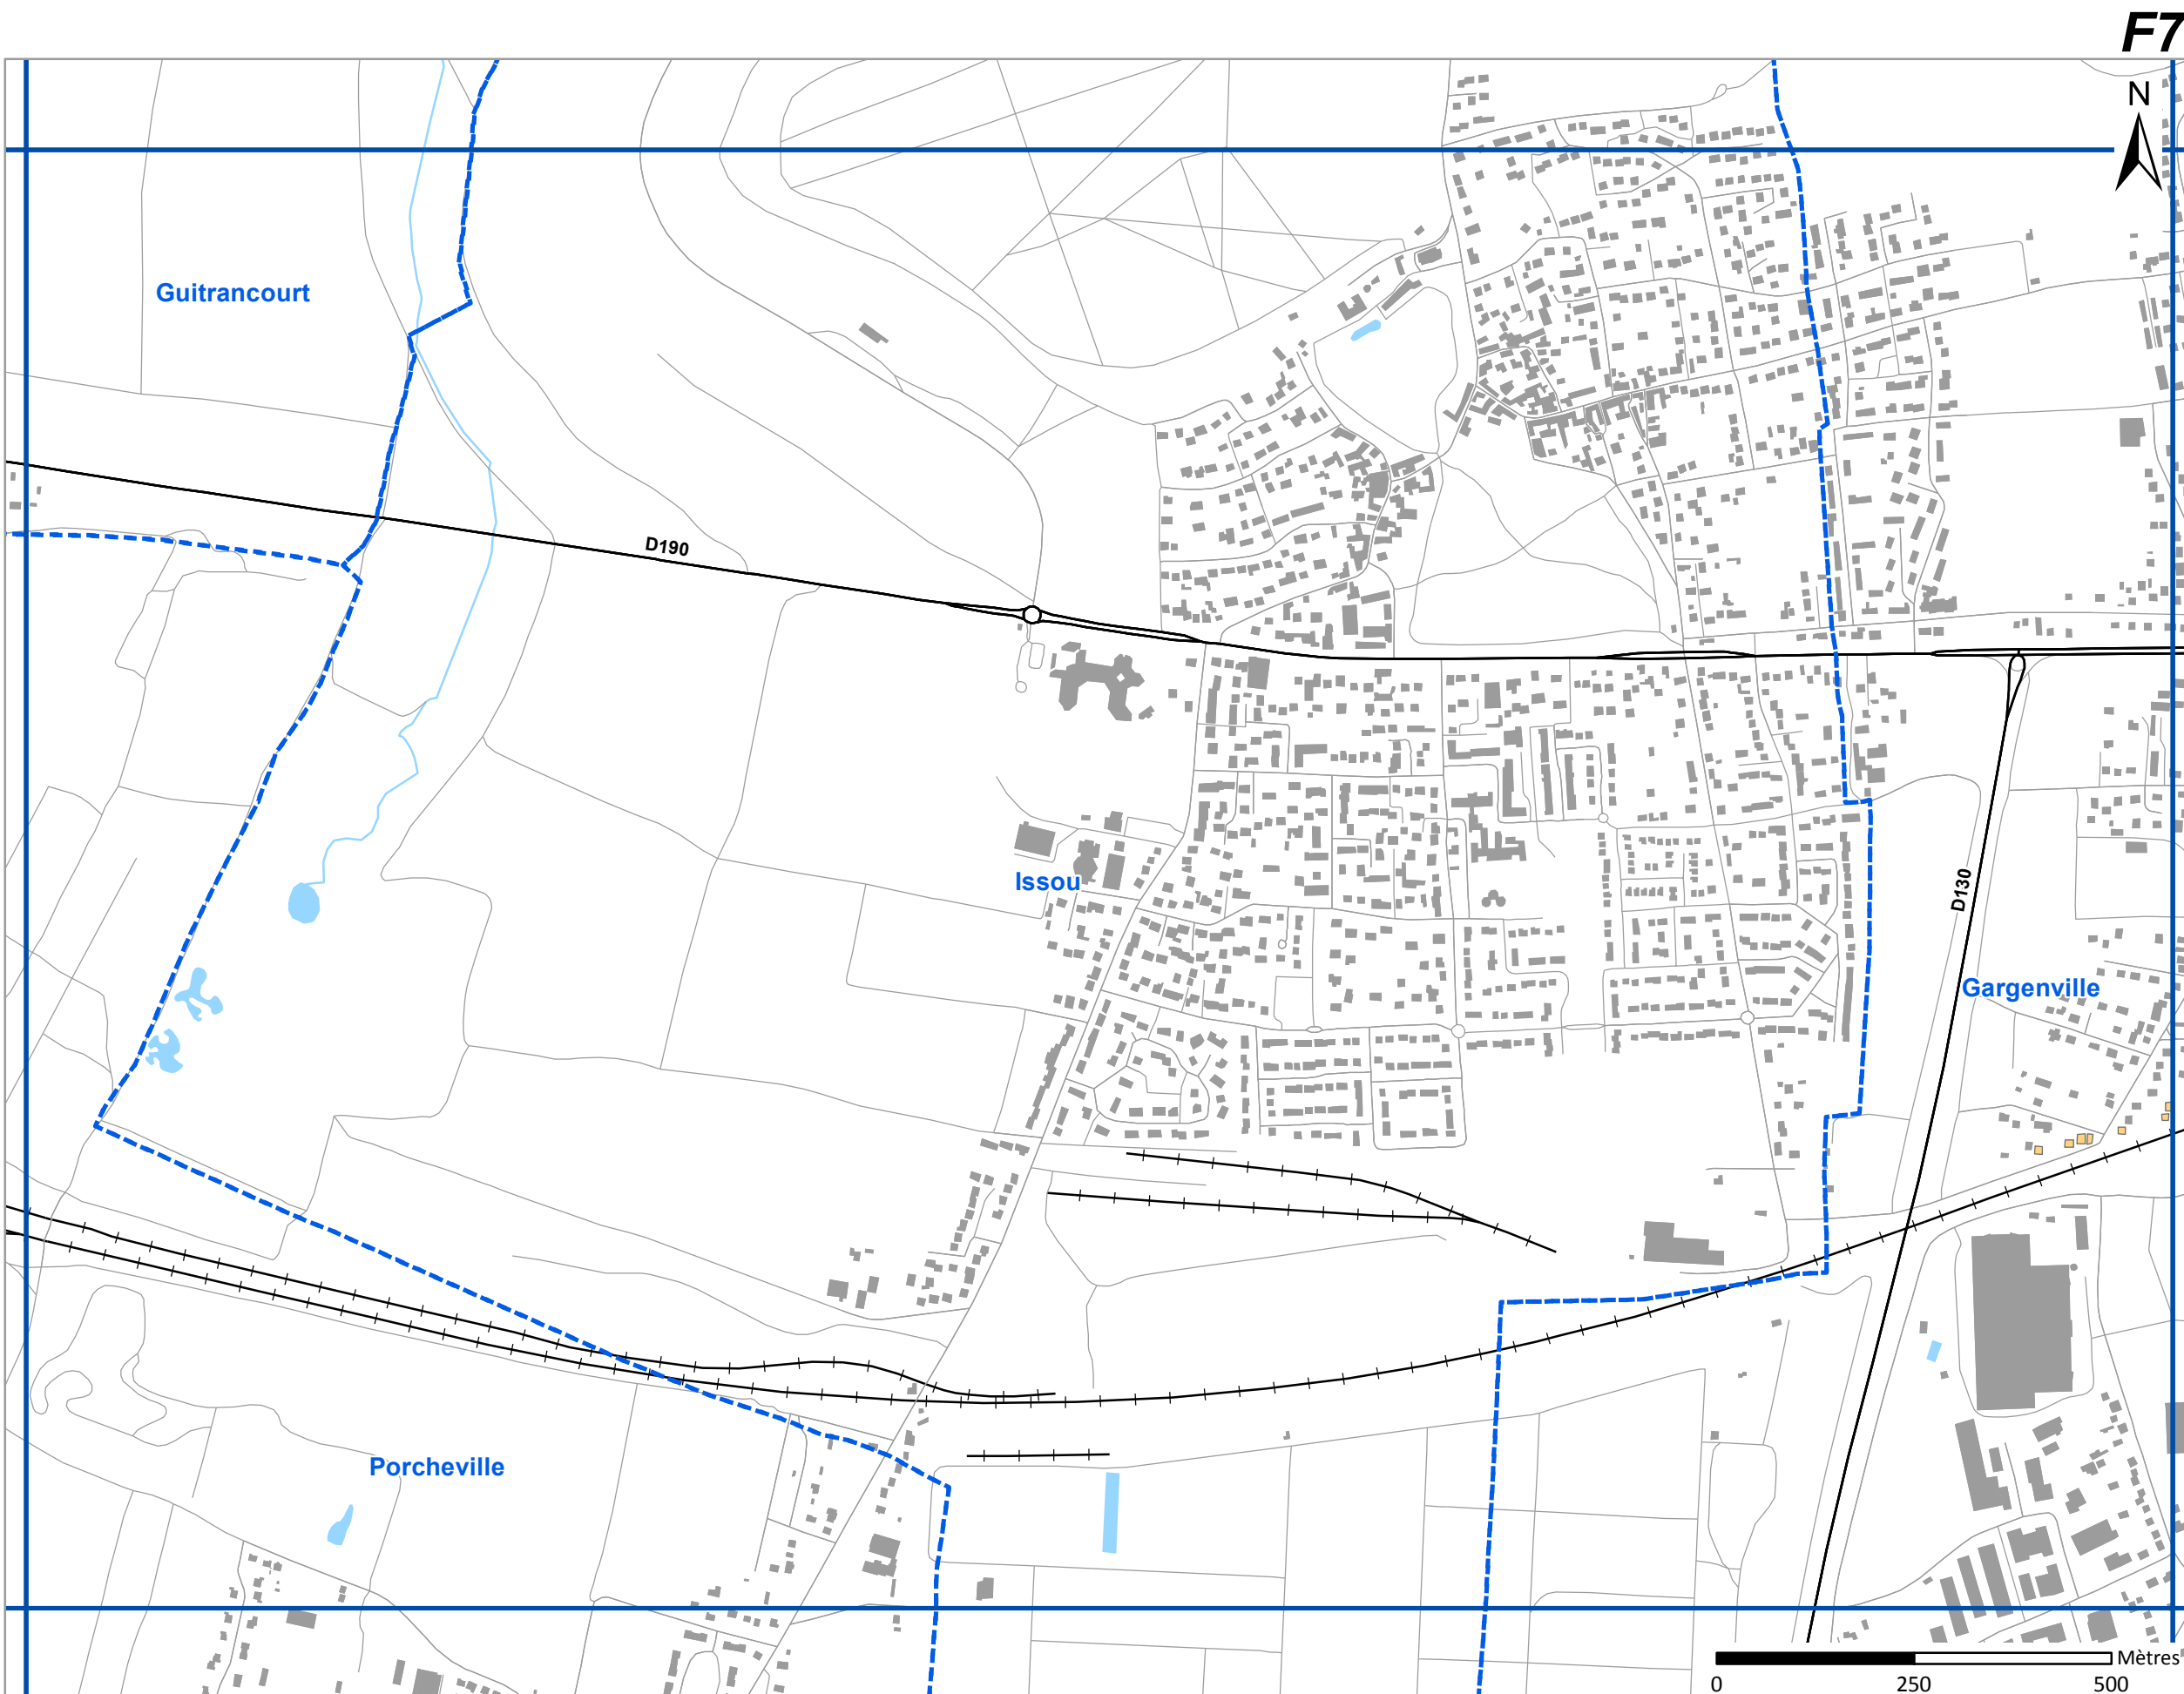 F7
N
Guitrancourt
D190
Issou
D130
Gargenville
Porcheville
Mètres
0 250 500